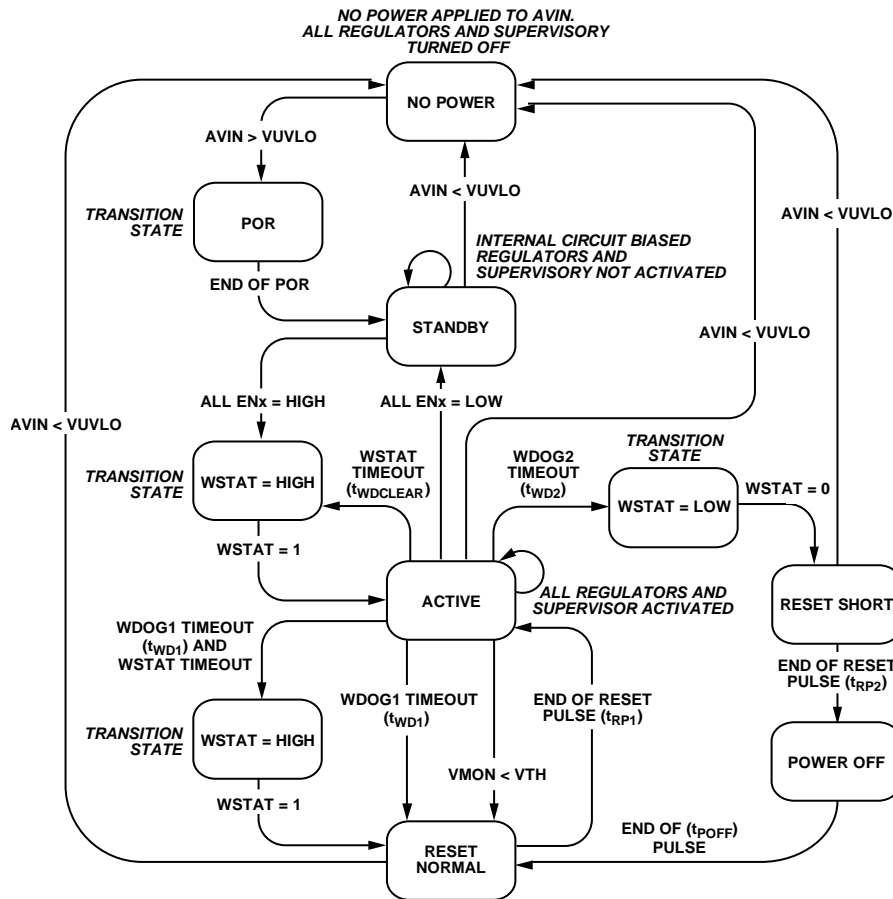 NO POWER APPLIED TO AVIN.
ALL REGULATORS AND SUPERVISORY
TURNED OFF
NO POWER
AVIN > VUVLO
AVIN < VUVLO
AVIN < VUVLO
TRANSITION
STATE
POR
INTERNAL CIRCUIT BIASED
REGULATORS AND
SUPERVISORY NOT ACTIVATED
END OF POR
STANDBY
AVIN < VUVLO
ALL ENx = HIGH
ALL ENx = LOW
AVIN < VUVLO
TRANSITION
STATE
WSTAT = HIGH
WSTAT
TIMEOUT
(tWDCLEAR)
WDOG2
TIMEOUT
(tWD2)
TRANSITION
STATE
WSTAT = LOW
WSTAT = 0
WSTAT = 1
ACTIVE
ALL REGULATORS AND
SUPERVISOR ACTIVATED
RESET SHORT
WDOG1 TIMEOUT
(tWD1) AND
WSTAT TIMEOUT
END OF RESET
PULSE (tRP2)
WDOG1 TIMEOUT
(tWD1)
END OF RESET
PULSE (tRP1)
TRANSITION
STATE
WSTAT = HIGH
POWER OFF
VMON < VTH
WSTAT = 1
END OF (tPOFF)
PULSE
RESET
NORMAL